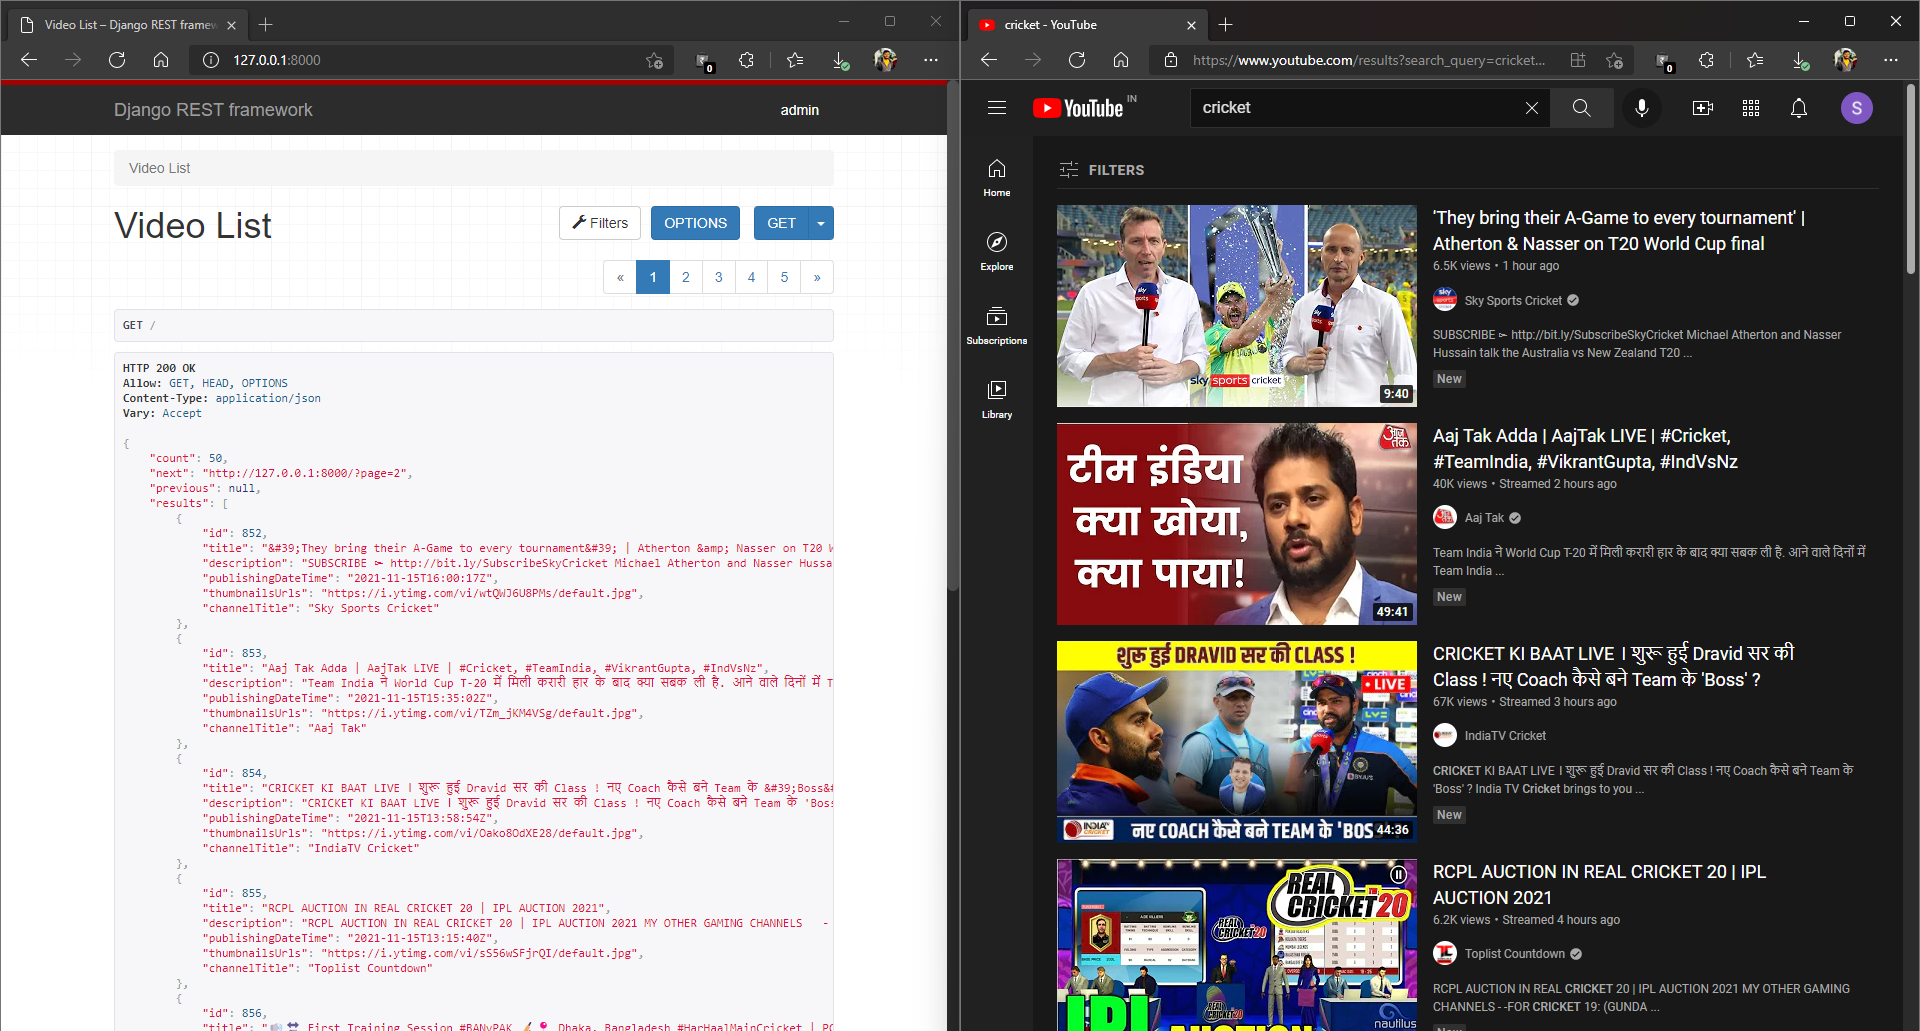 Video List – Django REST framew
127.0.0.1:8000
0
Django REST framework
admin
Video List
Video List
Filters
OPTIONS
GET
« 1 2 3 4 5 »
GET /
HTTP 200 OK
Allow: GET, HEAD, OPTIONS
Content-Type: application/json
Vary: Accept
{
"count": 50,
"next": "http://127.0.0.1:8000/?page=2",
"previous": null,
"results": [
{
"id": 852,
"title": "&#39;They bring their A-Game to every tournament&#39; | Atherton &amp; Nasser on T20 W
"description": "SUBSCRIBE ► http://bit.ly/SubscribeSkyCricket Michael Atherton and Nasser Hussa
"publishingDateTime": "2021-11-15T16:00:17Z",
"thumbnailsUrls": "https://i.ytimg.com/vi/wtQWJ6U8PMs/default.jpg",
"channelTitle": "Sky Sports Cricket"
},
{
"id": 853,
"title": "Aaj Tak Adda | AajTak LIVE | #Cricket, #TeamIndia, #VikrantGupta, #IndVsNz",
"description": "Team India ने World Cup T-20 में मिली करारी हार के बाद क्या सबक ली है. आने वाले दिनों में T
"publishingDateTime": "2021-11-15T15:35:02Z",
"thumbnailsUrls": "https://i.ytimg.com/vi/TZm_jKM4VSg/default.jpg",
"channelTitle": "Aaj Tak"
},
{
"id": 854,
"title": "CRICKET KI BAAT LIVE । शुरू हुई Dravid सर की Class ! नए Coach कैसे बने Team के &#39;Boss&#
"description": "CRICKET KI BAAT LIVE । शुरू हुई Dravid सर की Class ! नए Coach कैसे बने Team के 'Boss
"publishingDateTime": "2021-11-15T13:58:54Z",
"thumbnailsUrls": "https://i.ytimg.com/vi/Oako8OdXE28/default.jpg",
"channelTitle": "IndiaTV Cricket"
},
{
"id": 855,
"title": "RCPL AUCTION IN REAL CRICKET 20 | IPL AUCTION 2021",
"description": "RCPL AUCTION IN REAL CRICKET 20 | IPL AUCTION 2021 MY OTHER GAMING CHANNELS -
"publishingDateTime": "2021-11-15T13:15:40Z",
"thumbnailsUrls": "https://i.ytimg.com/vi/sS56wSFjrQI/default.jpg",
"channelTitle": "Toplist Countdown"
},
{
"id": 856,
"title": "First Training Session #BANvPAK Dhaka, Bangladesh #HarHaalMainCricket | PC
cricket - YouTube
https://www.youtube.com/results?search_query=cricket...
0
YouTube IN
cricket
S
Home
Explore
Subscriptions
Library
FILTERS
sky sports cricket
9:40
'They bring their A-Game to every tournament' |
Atherton & Nasser on T20 World Cup final
6.5K views • 1 hour ago
Sky Sports Cricket
SUBSCRIBE ► http://bit.ly/SubscribeSkyCricket Michael Atherton and Nasser
Hussain talk the Australia vs New Zealand T20 ...
New
आज तक
टीम इंडिया
क्या खोया,
क्या पाया!
49:41
Aaj Tak Adda | AajTak LIVE | #Cricket,
#TeamIndia, #VikrantGupta, #IndVsNz
40K views • Streamed 2 hours ago
Aaj Tak
Team India ने World Cup T-20 में मिली करारी हार के बाद क्या सबक ली है. आने वाले दिनों में
Team India ...
New
शुरू हुई DRAVID सर की CLASS !
LIVE
BYJU'S
INDIA TV CRICKET
नए COACH कैसे बने TEAM के 'BOS
44:36
CRICKET KI BAAT LIVE । शुरू हुई Dravid सर की
Class ! नए Coach कैसे बने Team के 'Boss' ?
67K views • Streamed 3 hours ago
IndiaTV Cricket
CRICKET KI BAAT LIVE । शुरू हुई Dravid सर की Class ! नए Coach कैसे बने Team के
'Boss' ? India TV Cricket brings to you ...
New
REAL CRICKET 20
REAL CRICKET20
IPL
AUCTION
nautilus
RCPL AUCTION IN REAL CRICKET 20 | IPL
AUCTION 2021
6.2K views • Streamed 4 hours ago
Toplist Countdown
RCPL AUCTION IN REAL CRICKET 20 | IPL AUCTION 2021 MY OTHER GAMING
CHANNELS - -FOR CRICKET 19: (GUNDA ...
New